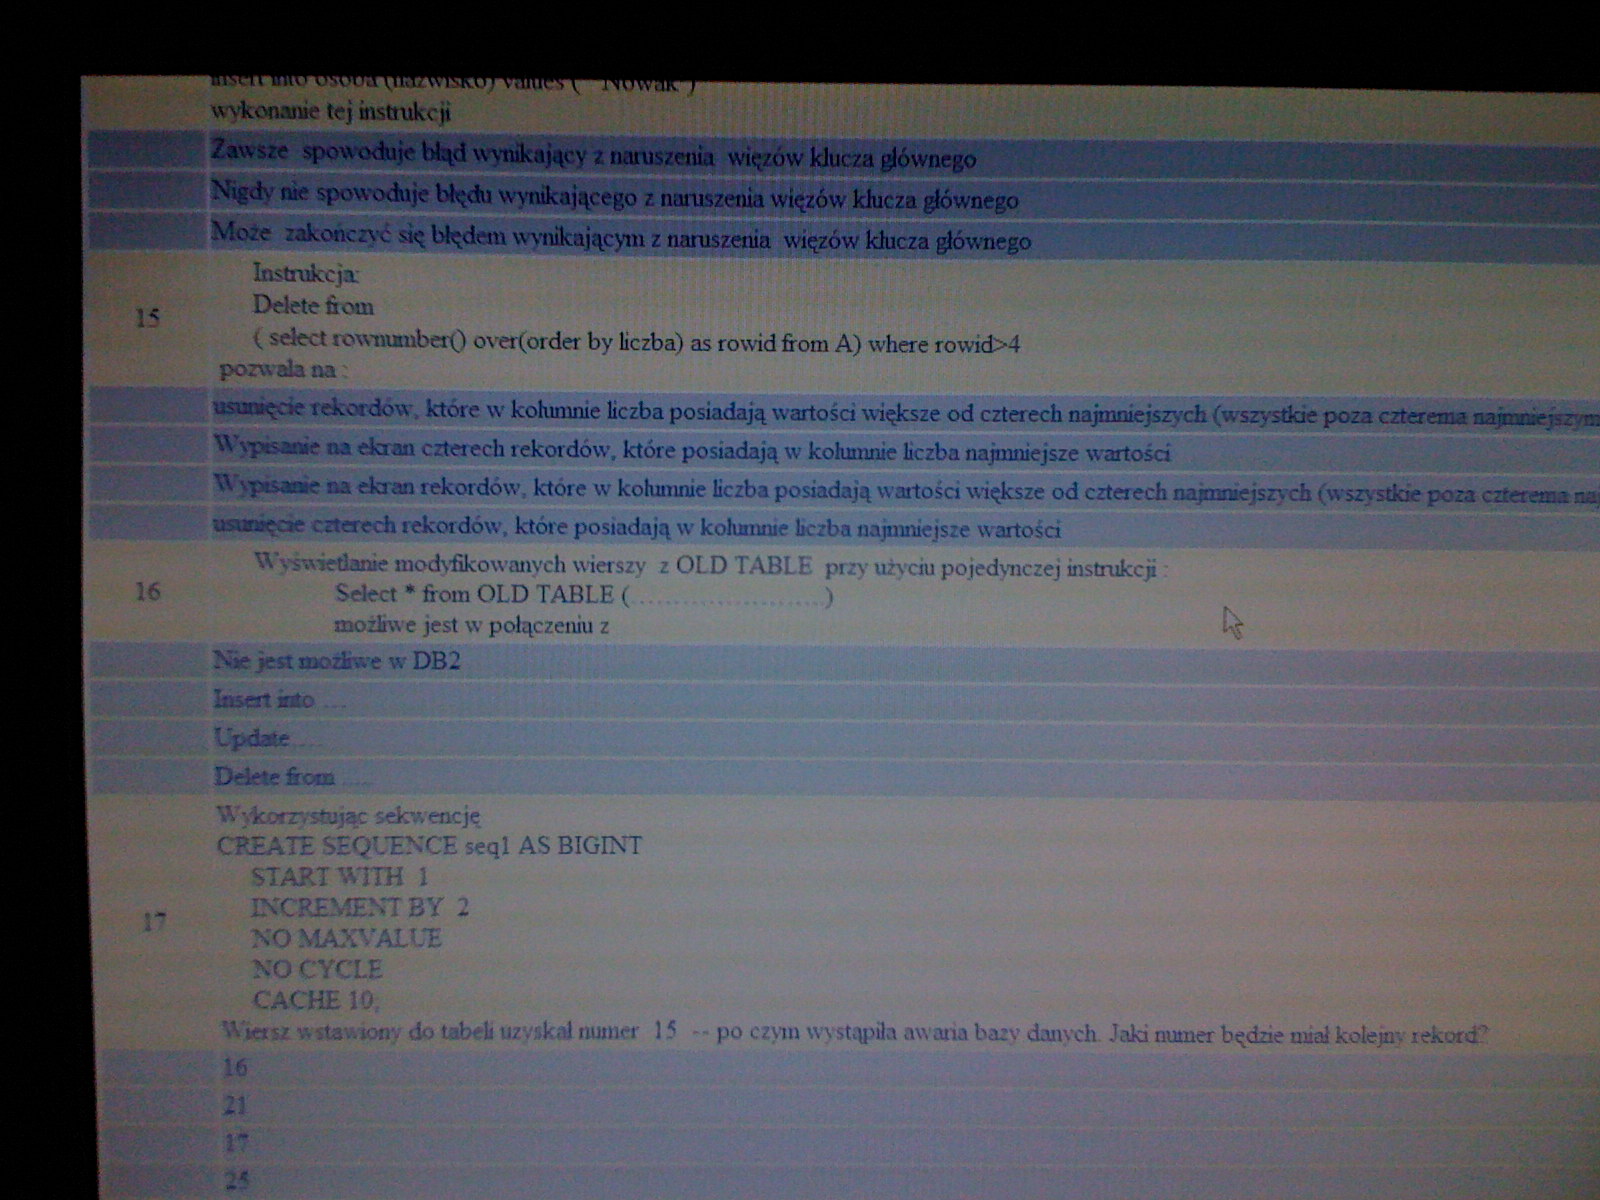 insert into osoba (nazwisko) values ( "Nowak")
wykonanie tej instrukcji
Zawsze spowoduje błąd wynikający z naruszenia więzów klucza głównego
Nigdy nie spowoduje błędu wynikającego z naruszenia więzów klucza głównego
Może zakończyć się błędem wynikającym z naruszenia więzów klucza głównego
15
Instrukcja:
Delete from
( select rownumber() over(order by liczba) as rowid from A) where rowid>4
pozwala na :
usunięcie rekordów, które w kolumnie liczba posiadają wartości większe od czterech najmniejszych (wszystkie poza czterema najmniejszym
Wypisanie na ekran czterech rekordów, które posiadają w kolumnie liczba najmniejsze wartości
Wypisanie na ekran rekordów, które w kolumnie liczba posiadają wartości większe od czterech najmniejszych (wszystkie poza czterema naj
usunięcie czterech rekordów, które posiadają w kolumnie liczba najmniejsze wartości
16
Wyświetlanie modyfikowanych wierszy z OLD TABLE przy użyciu pojedynczej instrukcji :
Select * from OLD TABLE (........................)
możliwe jest w połączeniu z
Nie jest możliwe w DB2
Insert into ....
Update.....
Delete from .....
17
Wykorzystując sekwencję
CREATE SEQUENCE seq1 AS BIGINT
START WITH 1
INCREMENT BY 2
NO MAXVALUE
NO CYCLE
CACHE 10;
Wiersz wstawiony do tabeli uzyskał numer 15 -- po czym wystąpiła awaria bazy danych. Jaki numer będzie miał kolejny rekord?
16
21
17
25